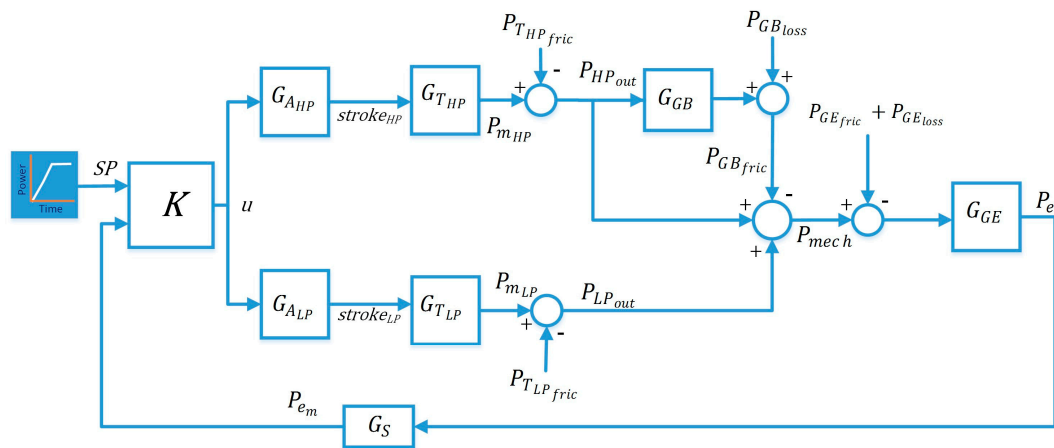 P_{T_{HP}_{fric}}
-
+
P_{HP_{out}}
P_{GB_{loss}}
+
+
G_{A_{HP}}
stroke_{HP}
G_{T_{HP}}
P_{m_{HP}}
G_{GB}
P_{GE_{fric}} + P_{GE_{loss}}
P_{GB_{fric}}
Power
Time
SP
K
u
-
+
+
P_{mech}
+
-
G_{GE}
P_e
G_{A_{LP}}
stroke_{LP}
G_{T_{LP}}
P_{m_{LP}}
+
-
P_{LP_{out}}
P_{T_{LP}_{fric}}
P_{e_m}
G_S